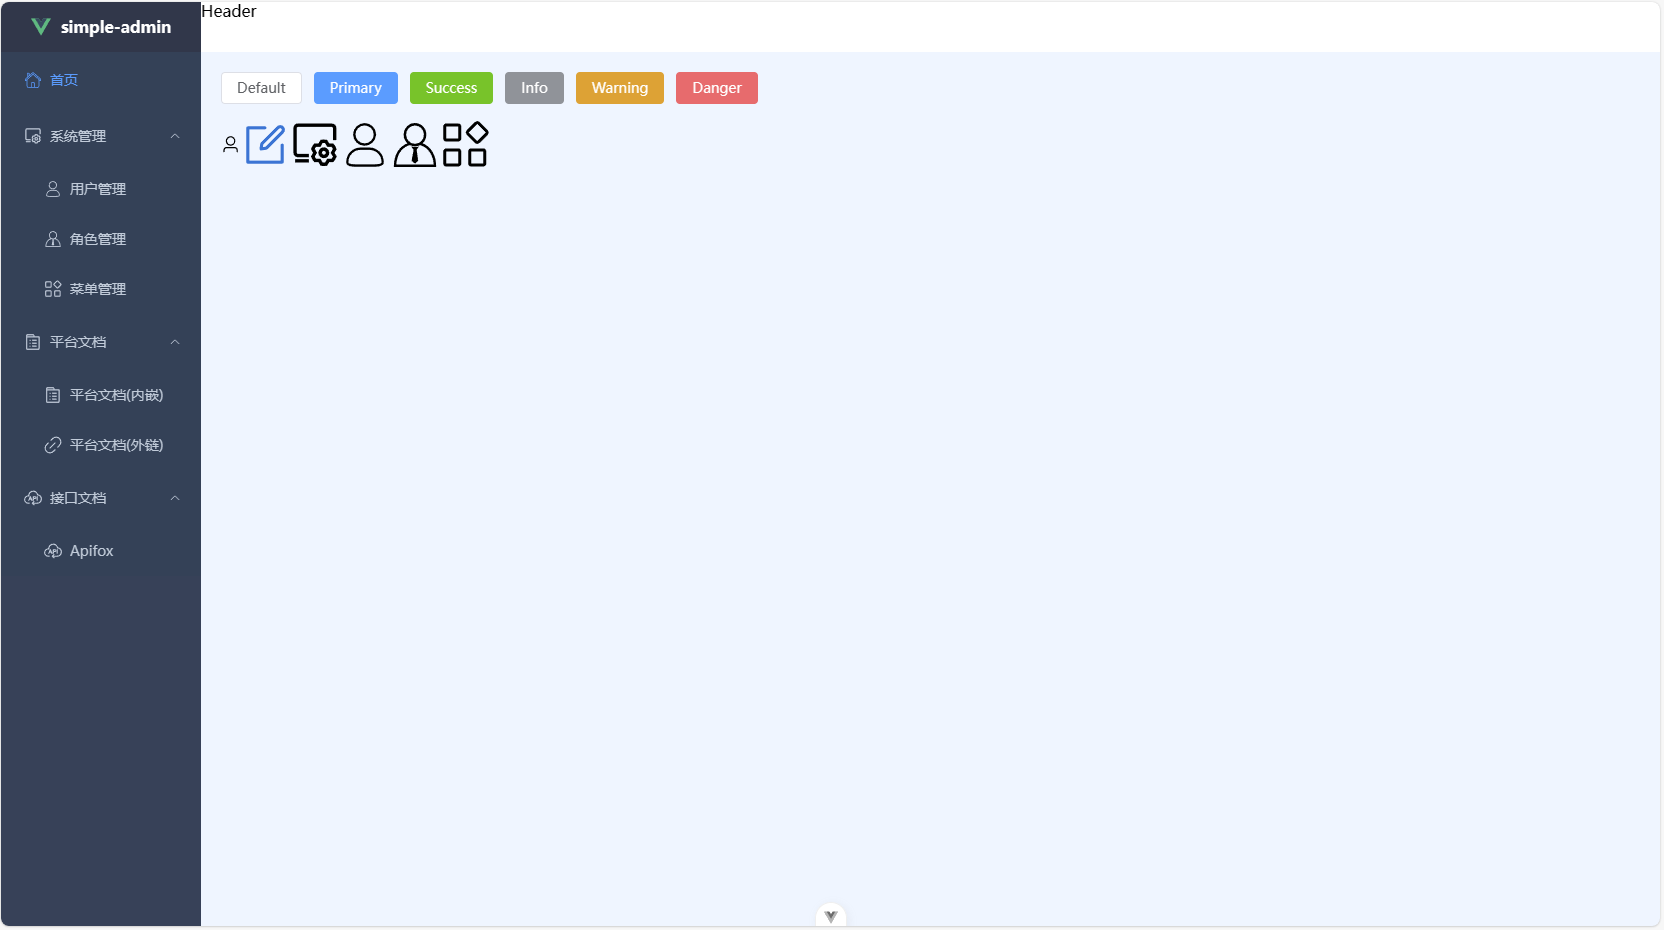 simple-admin
Header
首页
系统管理
用户管理
角色管理
菜单管理
平台文档
平台文档(内嵌)
平台文档(外链)
接口文档
Apifox
Default Primary Success Info Warning Danger